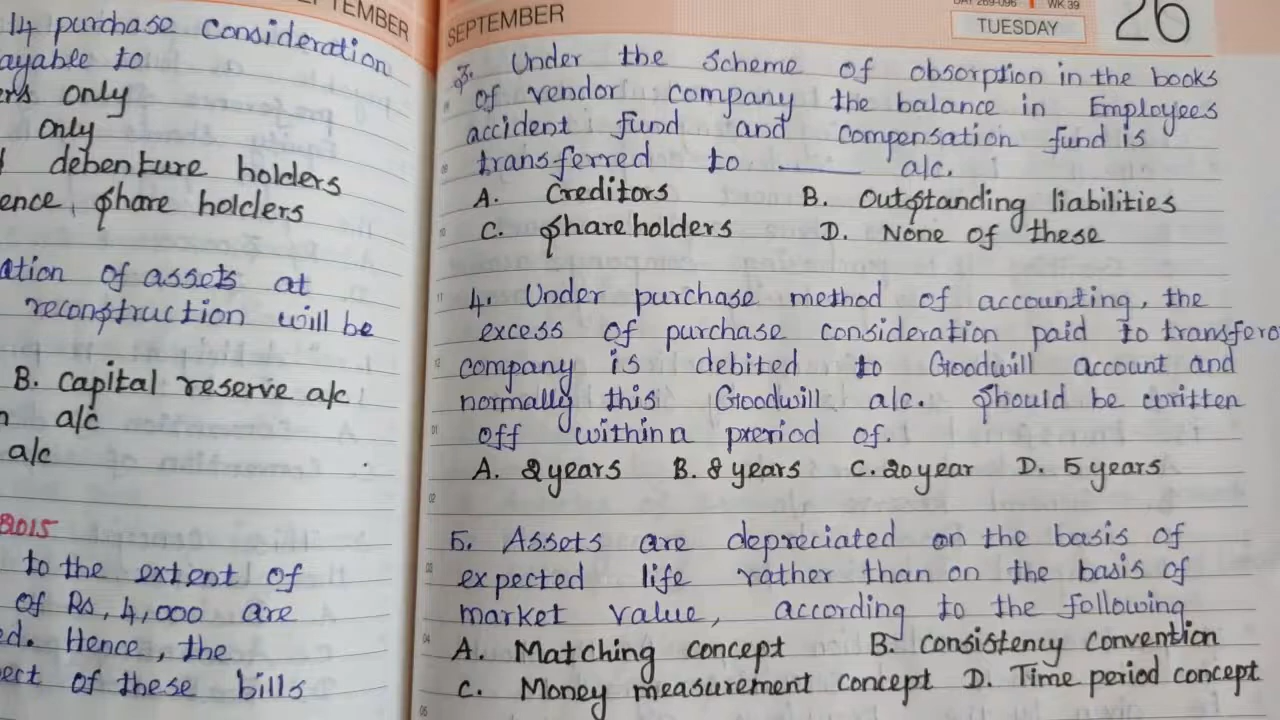 TEMBER
14 purchase Consideration
ayable to
ers only
only
debenture holders
ence, Share holders
ation of assets at
reconstruction will be
B. Capital reserve a/c
a/c
a/c
2015
to the extent of
of Rs, 4,000 are
ed. Hence, the
ect of these bills
SEPTEMBER
WK 39
TUESDAY
26
3. Under the Scheme of obsorption in the books
of vendor company the balance in Employees
accident fund and compensation fund is
transferred to ____ a/c.
A. Creditors B. Outstanding liabilities
C. Shareholders D. None of these
4. Under purchase method of accounting, the
excess of purchase consideration paid to transfero
company is debited to Goodwill account and
normally this Goodwill a/c. Should be written
off within a preriod of.
A. 2 years B. 8 years C. 20 year D. 5 years
5. Assets are depreciated on the basis of
expected life rather than on the basis of
market value, according to the following
A. Matching concept B. Consistency convention
C. Money measurement concept D. Time period concept